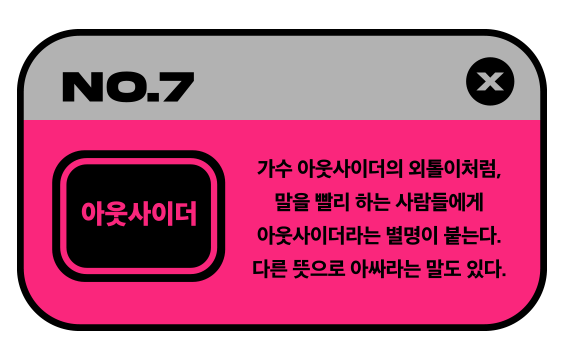 NO.7
X
아웃사이더
가수 아웃사이더의 외톨이처럼,
말을 빨리 하는 사람들에게
아웃사이더라는 별명이 붙는다.
다른 뜻으로 아싸라는 말도 있다.